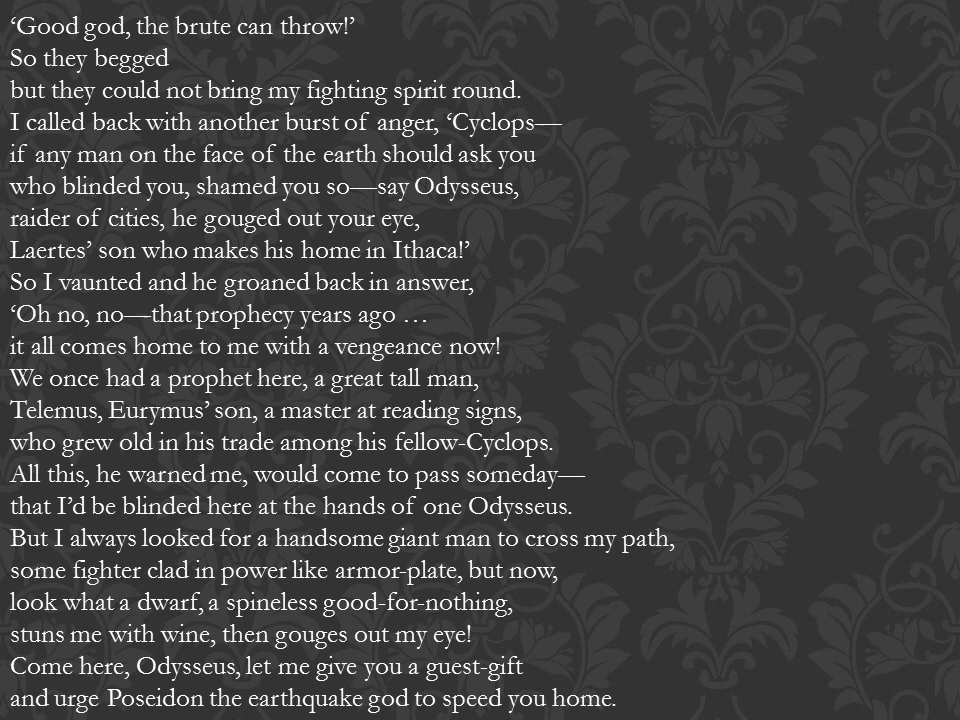 ‘Good god, the brute can throw!’
So they begged
but they could not bring my fighting spirit round.
I called back with another burst of anger, ‘Cyclops—
if any man on the face of the earth should ask you
who blinded you, shamed you so—say Odysseus,
raider of cities, he gouged out your eye,
Laertes’ son who makes his home in Ithaca!’
So I vaunted and he groaned back in answer,
‘Oh no, no—that prophecy years ago …
it all comes home to me with a vengeance now!
We once had a prophet here, a great tall man,
Telemus, Eurymus’ son, a master at reading signs,
who grew old in his trade among his fellow-Cyclops.
All this, he warned me, would come to pass someday—
that I’d be blinded here at the hands of one Odysseus.
But I always looked for a handsome giant man to cross my path,
some fighter clad in power like armor-plate, but now,
look what a dwarf, a spineless good-for-nothing,
stuns me with wine, then gouges out my eye!
Come here, Odysseus, let me give you a guest-gift
and urge Poseidon the earthquake god to speed you home.